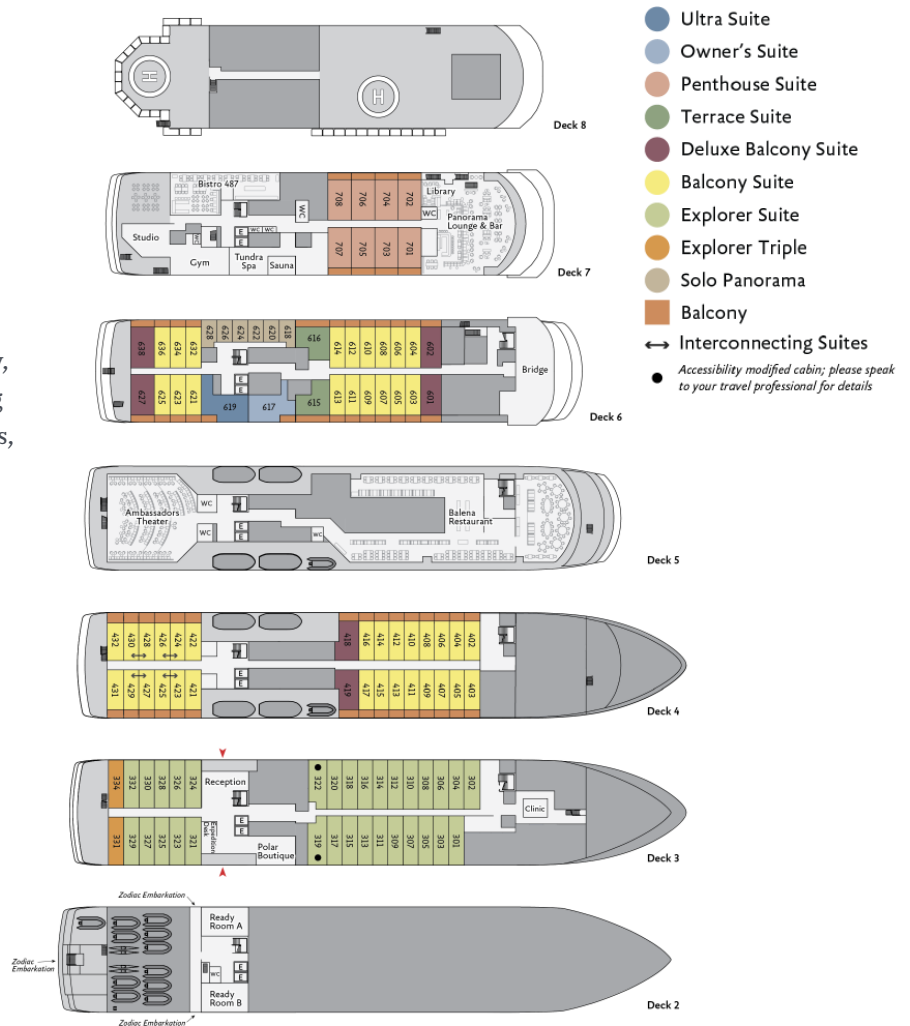 Ultra Suite
Owner's Suite
Penthouse Suite
Terrace Suite
Deluxe Balcony Suite
Balcony Suite
Explorer Suite
Explorer Triple
Solo Panorama
Balcony
Interconnecting Suites
Accessibility modified cabin; please speak
to your travel professional for details
H
H
Deck 8
Bistro 487
WC
708 706 704 702
Library
WC
Panorama
Lounge & Bar
Studio
WC WC
E
E
Gym
Tundra
Spa
Sauna
707 705 703 701
Deck 7
638 636 634 632 628 626 624 622 620 618 616 614 612 610 608 606 604 602
Bridge
E
E
627 625 623 621 619 617 615 613 611 609 607 605 603 601
Deck 6
y,
g
s,
Ambassadors
Theater
WC
WC
E
E
WC
Balena
Restaurant
Deck 5
432 430 428 426 424 422 418 416 414 412 410 408 406 404 402
E
E
431 429 427 425 423 421 419 417 415 413 411 409 407 405 403
Deck 4
334 332 330 328 326 324
Reception
322 320 318 316 314 312 310 308 306 304 302
Clinic
E
E
331 329 327 325 323 321
Expedition
Desk
Polar
Boutique
319 317 315 313 311 309 307 305 303 301
Deck 3
Zodiac Embarkation
Ready
Room A
Zodiac
Embarkation
WC
E
E
Ready
Room B
Deck 2
Zodiac Embarkation